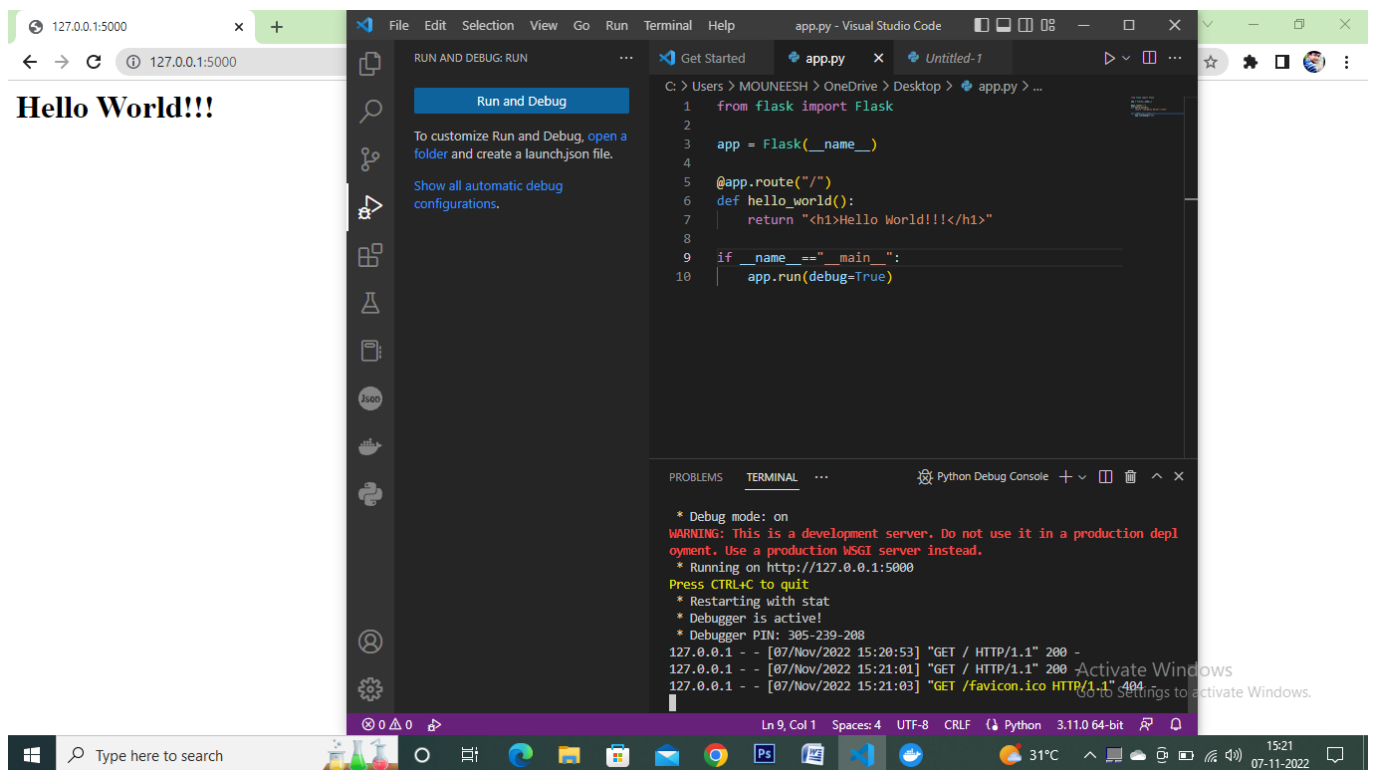 127.0.0.1:5000
127.0.0.1:5000
Hello World!!!
File Edit Selection View Go Run Terminal Help app.py - Visual Studio Code
RUN AND DEBUG: RUN ...
Run and Debug
To customize Run and Debug, open a
folder and create a launch.json file.
Show all automatic debug
configurations.
Json
Get Started app.py Untitled-1
C: > Users > MOUNEESH > OneDrive > Desktop > app.py > ...
1 from flask import Flask
2
3 app = Flask(__name__)
4
5 @app.route("/")
6 def hello_world():
7 return "<h1>Hello World!!!</h1>"
8
9 if __name__=="__main__":
10 app.run(debug=True)
PROBLEMS TERMINAL ... Python Debug Console
* Debug mode: on
WARNING: This is a development server. Do not use it in a production depl
oyment. Use a production WSGI server instead.
* Running on http://127.0.0.1:5000
Press CTRL+C to quit
* Restarting with stat
* Debugger is active!
* Debugger PIN: 305-239-208
127.0.0.1 - - [07/Nov/2022 15:20:53] "GET / HTTP/1.1" 200 -
127.0.0.1 - - [07/Nov/2022 15:21:01] "GET / HTTP/1.1" 200 -
127.0.0.1 - - [07/Nov/2022 15:21:03] "GET /favicon.ico HTTP/1.1" 404 -
Activate Windows
Go to Settings to activate Windows.
0 0 Ln 9, Col 1 Spaces: 4 UTF-8 CRLF Python 3.11.0 64-bit
Type here to search Ps 31°C 15:21
07-11-2022